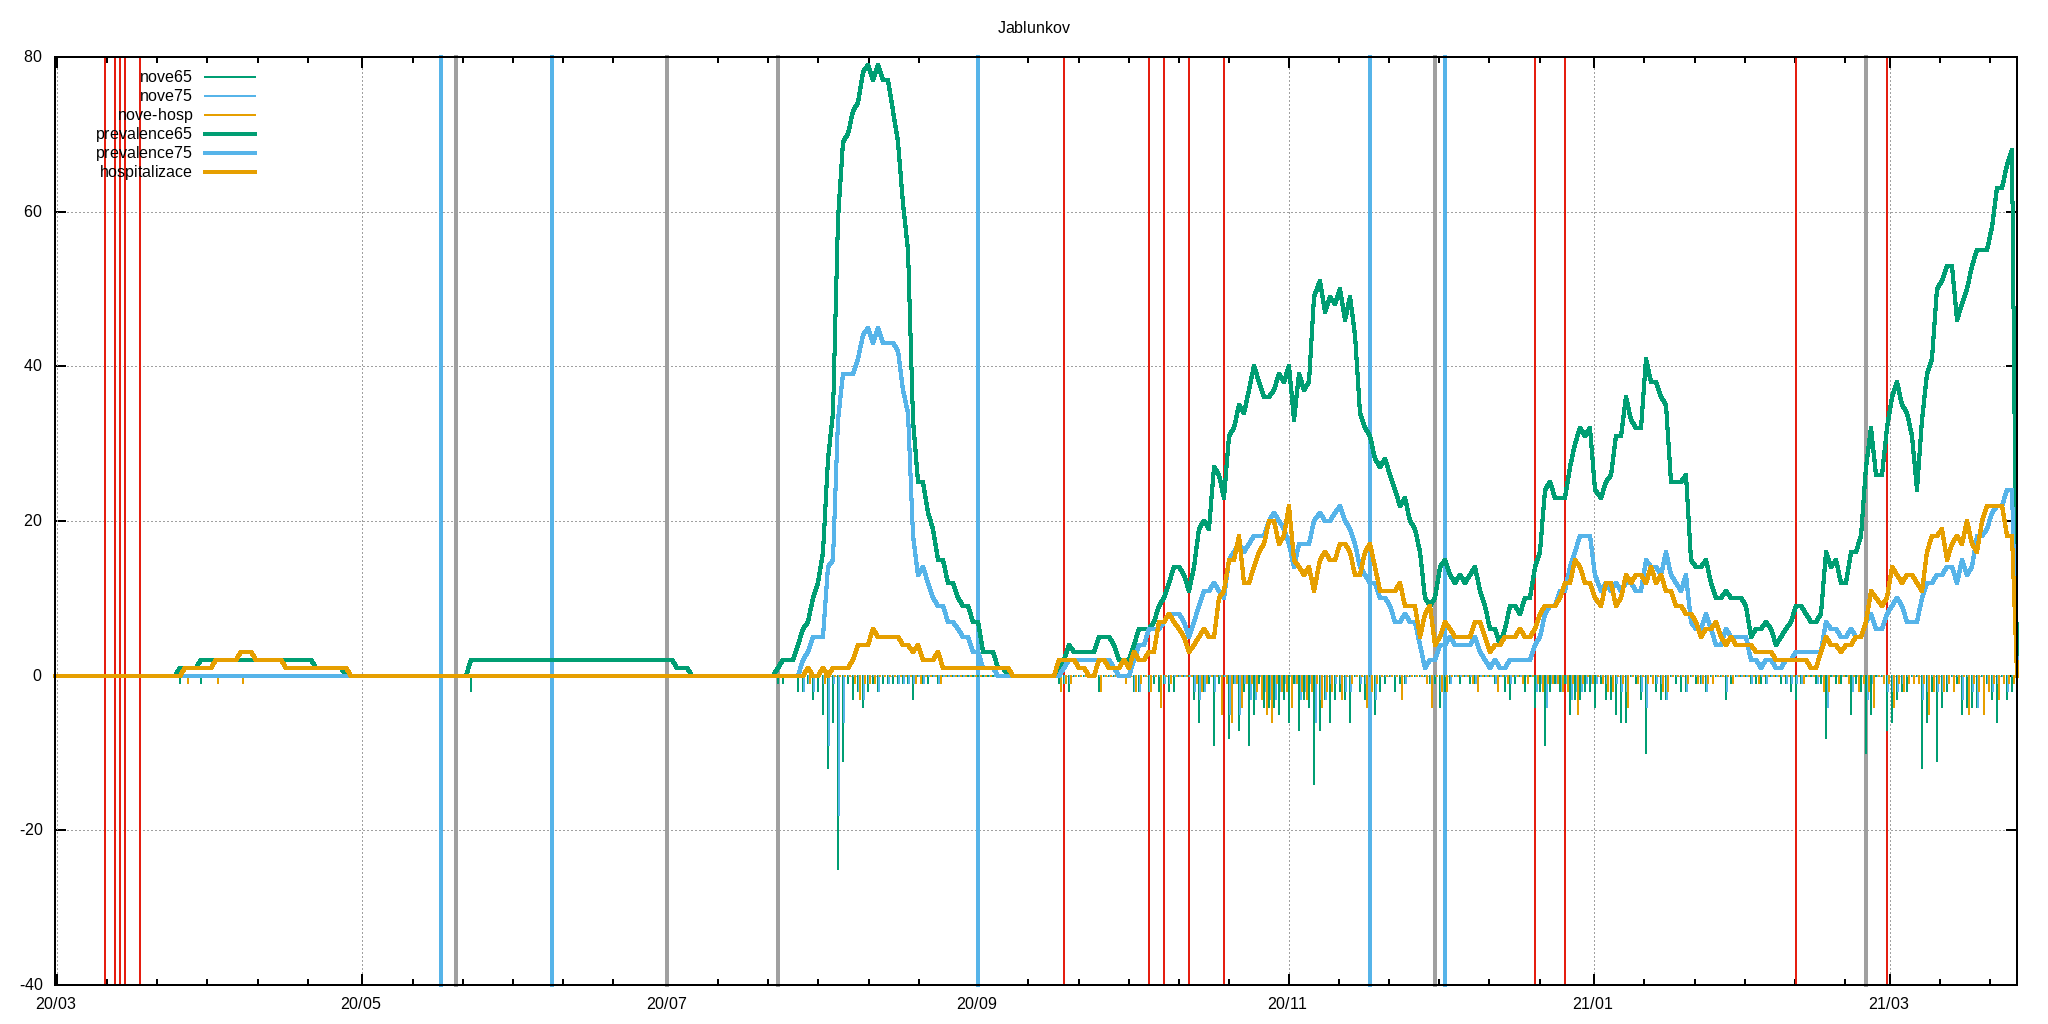 Jablunkov
80
60
40
20
0
-20
-40
nove65
nove75
nove-hosp
prevalence65
prevalence75
hospitalizace
20/03 20/05 20/07 20/09 20/11 21/01 21/03